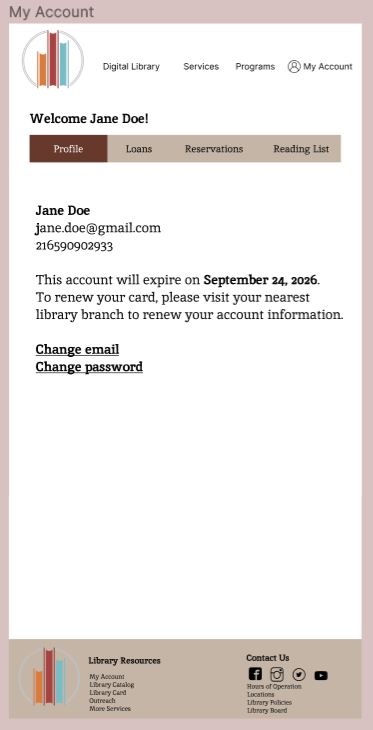 My Account
Digital Library
Services
Programs
My Account
Welcome Jane Doe!
Profile
Loans
Reservations
Reading List
Jane Doe
jane.doe@gmail.com
216590902933
This account will expire on September 24, 2026.
To renew your card, please visit your nearest
library branch to renew your account information.
Change email
Change password
Library Resources
My Account
Library Catalog
Library Card
Outreach
More Services
Contact Us
Hours of Operation
Locations
Library Policies
Library Board